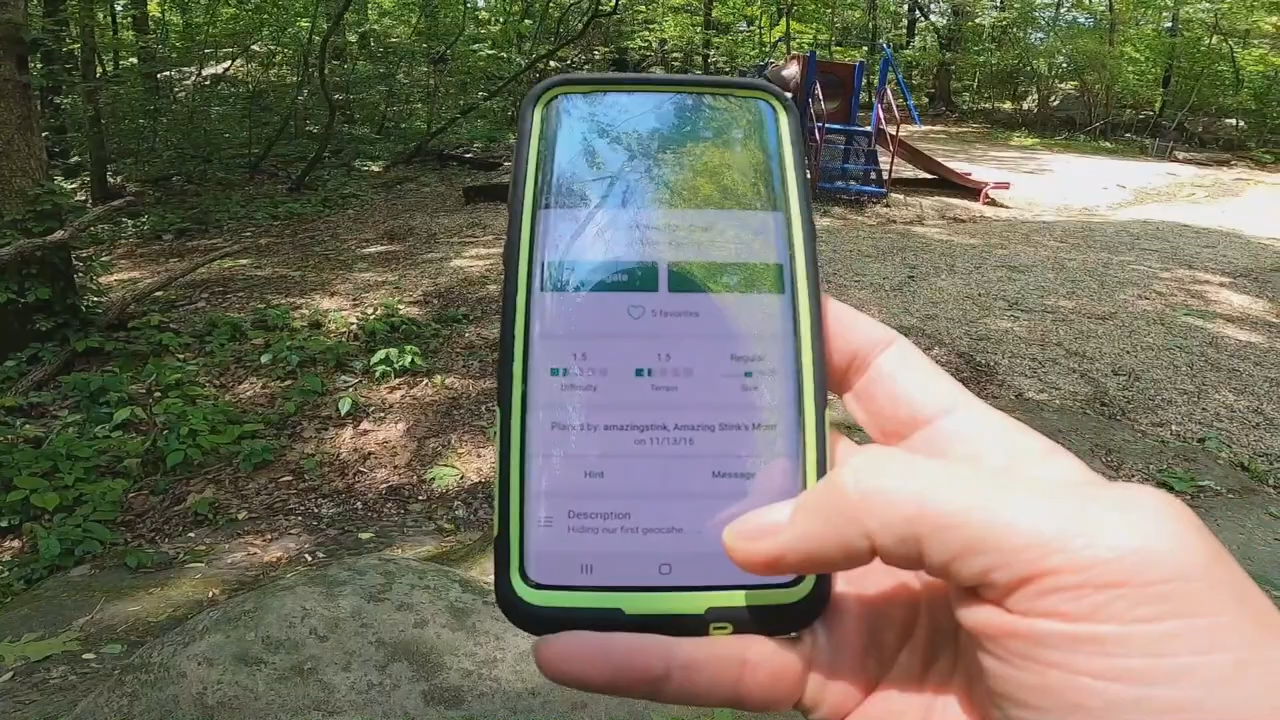 5 favorites
1.5 1.5 Regular
Difficulty Terrain Size
Placed by: amazingstink, Amazing Stink's Mom
on 11/13/16
Hint Message
Description
Hiding our first geocahe.